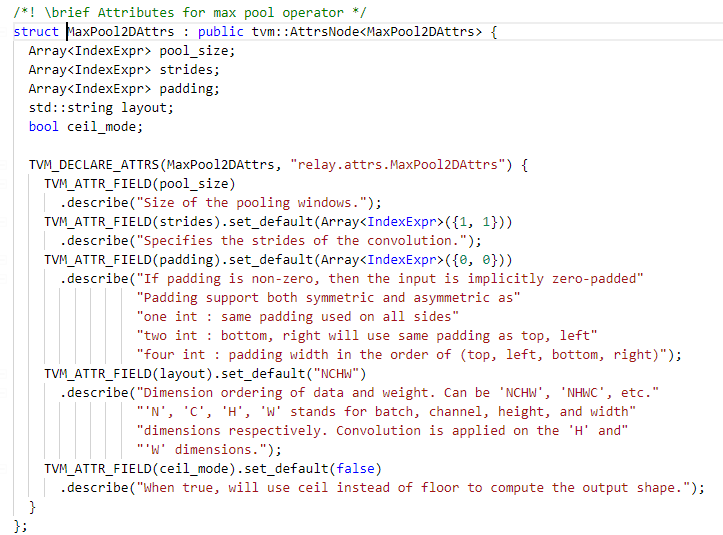 /*! \brief Attributes for max pool operator */
struct MaxPool2DAttrs : public tvm::AttrsNode<MaxPool2DAttrs> {
  Array<IndexExpr> pool_size;
  Array<IndexExpr> strides;
  Array<IndexExpr> padding;
  std::string layout;
  bool ceil_mode;

  TVM_DECLARE_ATTRS(MaxPool2DAttrs, "relay.attrs.MaxPool2DAttrs") {
    TVM_ATTR_FIELD(pool_size)
      .describe("Size of the pooling windows.");
    TVM_ATTR_FIELD(strides).set_default(Array<IndexExpr>({1, 1}))
      .describe("Specifies the strides of the convolution.");
    TVM_ATTR_FIELD(padding).set_default(Array<IndexExpr>({0, 0}))
      .describe("If padding is non-zero, then the input is implicitly zero-padded"
                "Padding support both symmetric and asymmetric as"
                "one int : same padding used on all sides"
                "two int : bottom, right will use same padding as top, left"
                "four int : padding width in the order of (top, left, bottom, right)");
    TVM_ATTR_FIELD(layout).set_default("NCHW")
      .describe("Dimension ordering of data and weight. Can be 'NCHW', 'NHWC', etc."
                "'N', 'C', 'H', 'W' stands for batch, channel, height, and width"
                "dimensions respectively. Convolution is applied on the 'H' and"
                "'W' dimensions.");
    TVM_ATTR_FIELD(ceil_mode).set_default(false)
      .describe("When true, will use ceil instead of floor to compute the output shape.");
  }
};